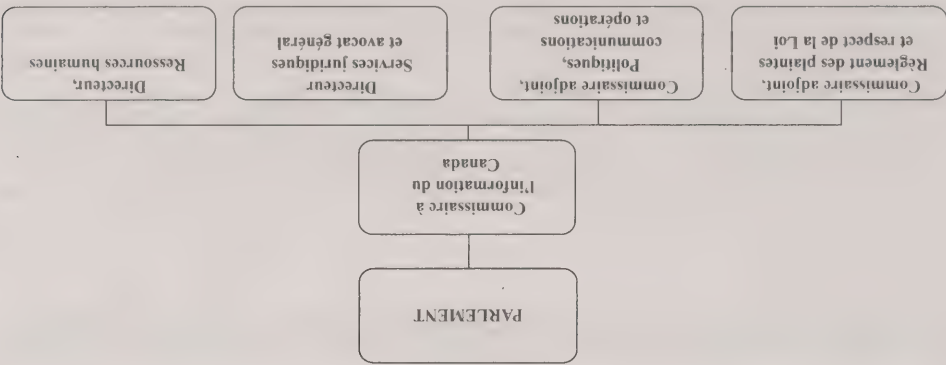 PARLEMENT
Commissaire à
l'information du
Canada
Commissaire adjoint.
Règlement des plaintes
et respect de la Loi
Commissaire adjoint,
Politiques,
communications
et opérations
Directeur
Services juridiques
et avocat général
Directeur,
Ressources humaines